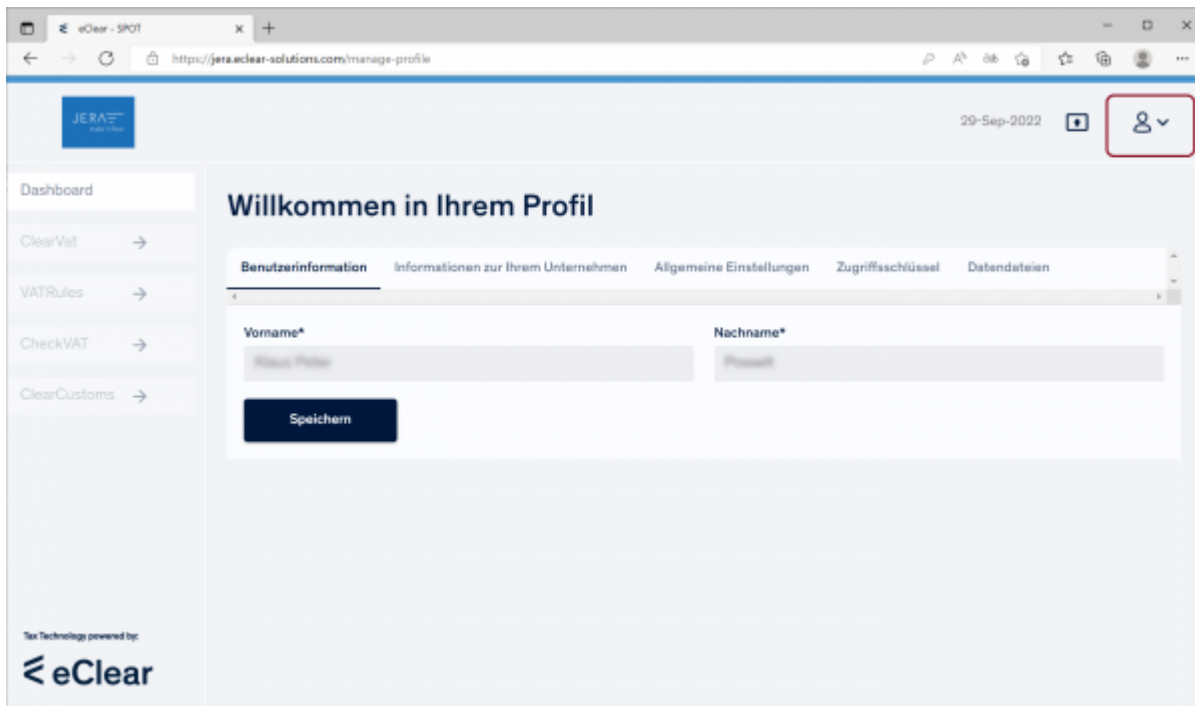 eClear - SPOT
https://jera.eclear-solutions.com/manage-profile
JERA
29-Sep-2022
Dashboard
Willkommen in Ihrem Profil
ClearVat
Benutzerinformation Informationen zur Ihrem Unternehmen Allgemeine Einstellungen Zugriffsschlüssel Datendateien
VATRules
Vorname* Nachname*
CheckVAT
ClearCustoms
Speichern
Tax Technology powered by:
eClear